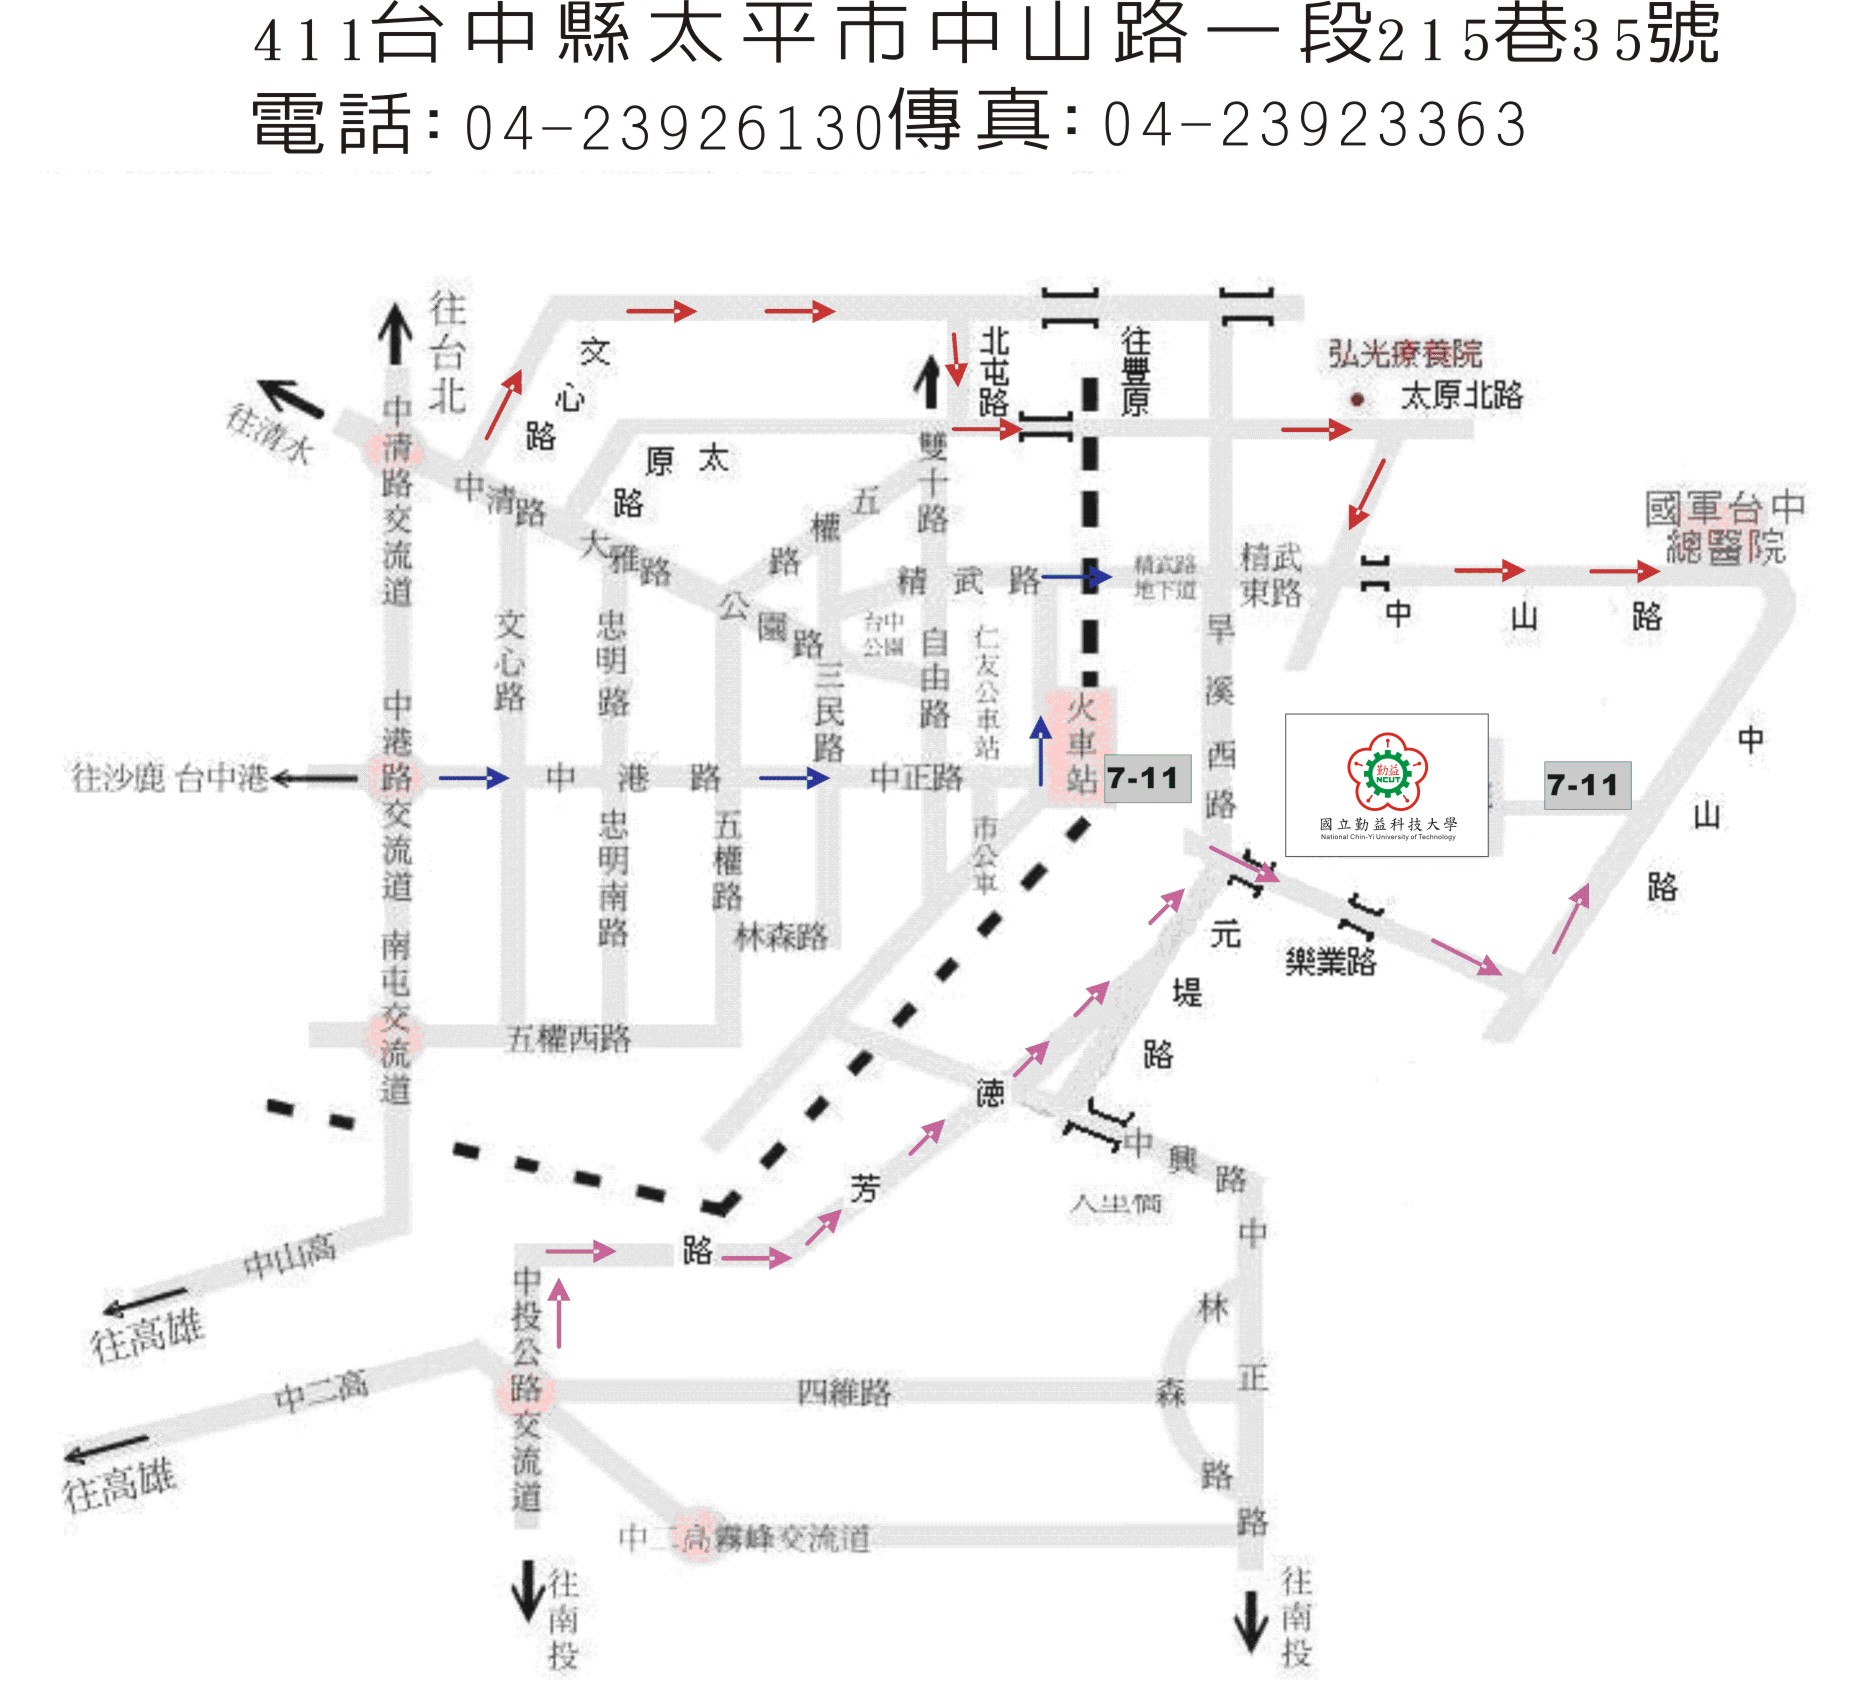 411台中縣太平市中山路一段215巷35號
電話:04-23926130傳真:04-23923363
往台北
往清水
中清路交流道
文心路
北屯路
往豐原
弘光療養院
太原北路
中清路
太原路
雙十路
五權路
大雅路
國軍台中
總醫院
精武路
精武路
地下道
精武
東路
中山路
公園路
台中
公園
文心路
忠明路
三民路
自由路
仁友公車站
旱溪西路
火車站
7-11
勤益
NCUT
國立勤益科技大學
National Chin-Yi University of Technology
7-11
中山路
往沙鹿 台中港
中港路交流道
中港路
中正路
忠明南路
五權路
市公車
林森路
南屯交流道
五權西路
元堤路
樂業路
德芳路
中興路
中山高
往高雄
中投公路交流道
中二高
往高雄
四維路
林森路
中正路
中二高霧峰交流道
往南投
往南投